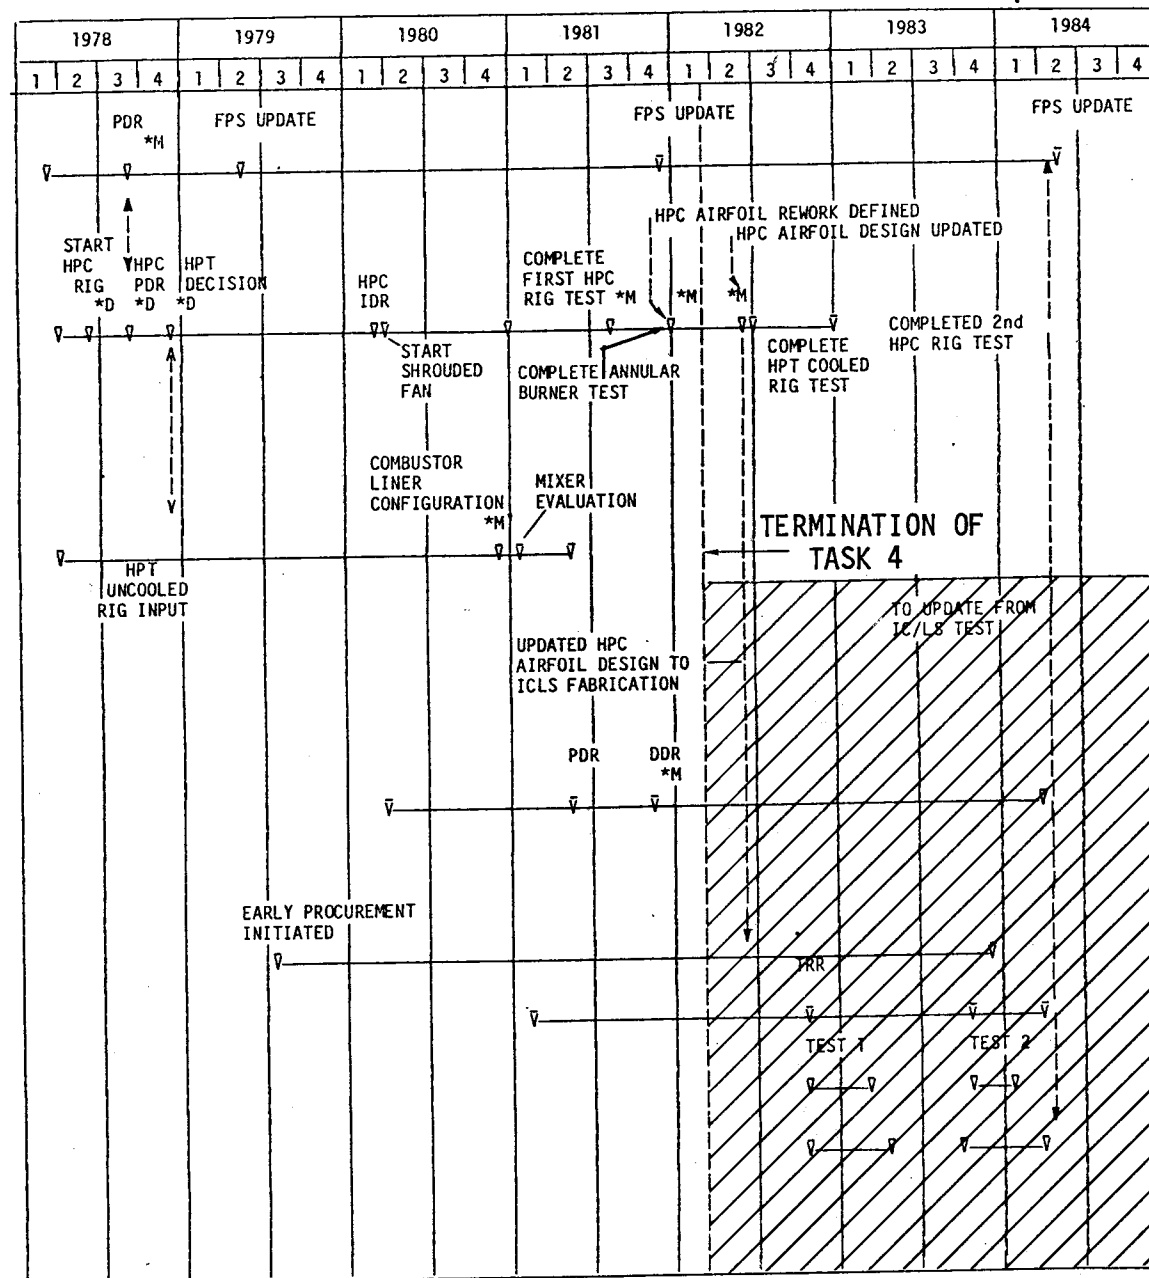 1978 1979 1980 1981 1982 1983 1984
1 2 3 4 1 2 3 4 1 2 3 4 1 2 3 4 1 2 3 4 1 2 3 4 1 2 3 4
PDR
*M
FPS UPDATE
FPS UPDATE
FPS UPDATE
HPC AIRFOIL REWORK DEFINED
HPC AIRFOIL DESIGN UPDATED
START
HPC
RIG
*D
HPC
PDR
*D
HPT
DECISION
*D
HPC
IDR
COMPLETE
FIRST HPC
RIG TEST *M
*M
*M
START
SHROUDED
FAN
COMPLETE ANNULAR
BURNER TEST
COMPLETE
HPT COOLED
RIG TEST
COMPLETED 2nd
HPC RIG TEST
COMBUSTOR
LINER
CONFIGURATION
*M
MIXER
EVALUATION
HPT
UNCOOLED
RIG INPUT
TERMINATION OF
TASK 4
TO UPDATE FROM
IC/LS TEST
UPDATED HPC
AIRFOIL DESIGN TO
ICLS FABRICATION
PDR
DDR
*M
EARLY PROCUREMENT
INITIATED
TRR
TEST 1
TEST 2